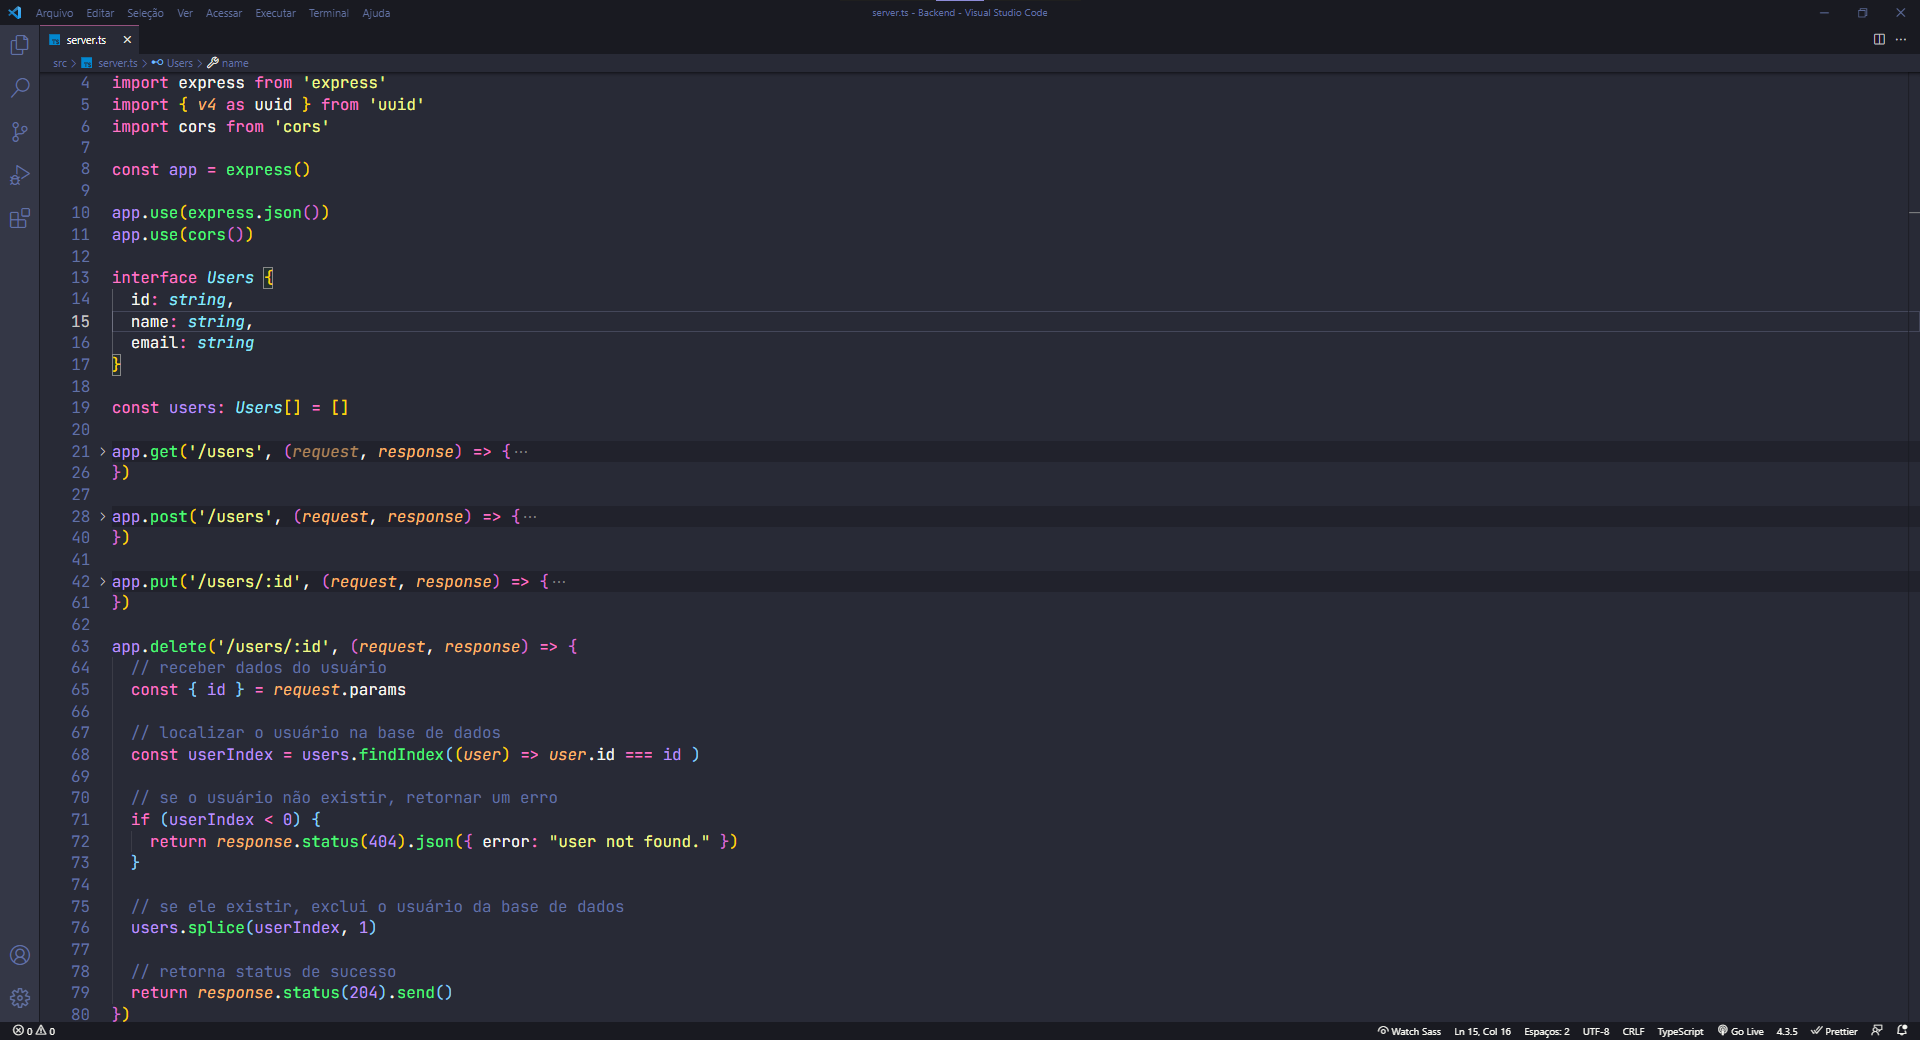 Arquivo Editar Seleção Ver Acessar Executar Terminal Ajuda
server.ts - Backend - Visual Studio Code
server.ts
src > server.ts > Users > name
4 import express from 'express'
5 import { v4 as uuid } from 'uuid'
6 import cors from 'cors'
7
8 const app = express()
9
10 app.use(express.json())
11 app.use(cors())
12
13 interface Users {
14   id: string,
15   name: string,
16   email: string
17 }
18
19 const users: Users[] = []
20
21 > app.get('/users', (request, response) => {···
26 })
27
28 > app.post('/users', (request, response) => {···
40 })
41
42 > app.put('/users/:id', (request, response) => {···
61 })
62
63 app.delete('/users/:id', (request, response) => {
64   // receber dados do usuário
65   const { id } = request.params
66
67   // localizar o usuário na base de dados
68   const userIndex = users.findIndex((user) => user.id === id )
69
70   // se o usuário não existir, retornar um erro
71   if (userIndex < 0) {
72     return response.status(404).json({ error: "user not found." })
73   }
74
75   // se ele existir, exclui o usuário da base de dados
76   users.splice(userIndex, 1)
77
78   // retorna status de sucesso
79   return response.status(204).send()
80 })
0 0 Watch Sass Ln 15, Col 16 Espaços: 2 UTF-8 CRLF TypeScript Go Live 4.3.5 Prettier